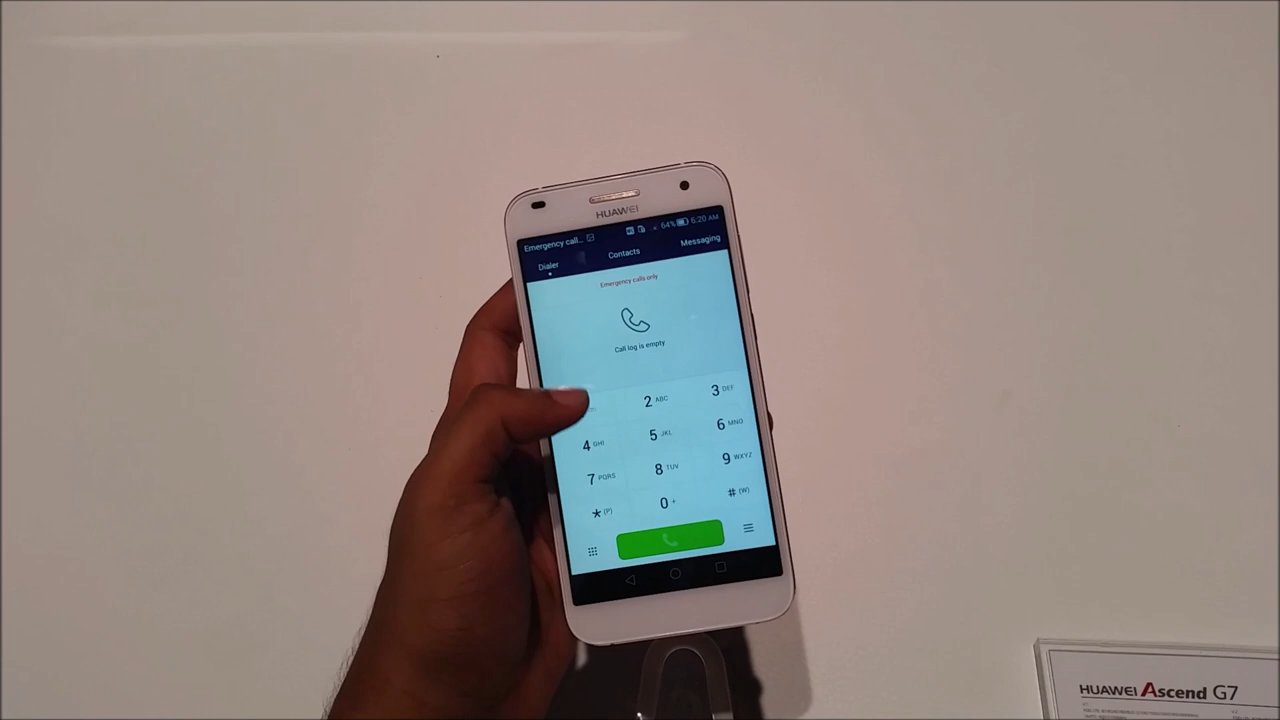 HUAWEI
Emergency call... 64% 6:20 AM
Dialer Contacts Messaging
Emergency calls only
Call log is empty
2 ABC 3 DEF
4 GHI 5 JKL 6 MNO
7 PQRS 8 TUV 9 WXYZ
* (P) 0 + # (W)
HUAWEI Ascend G7